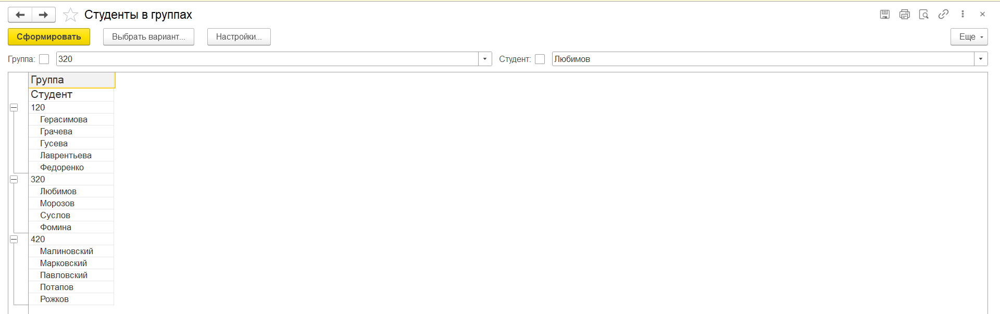 Студенты в группах
Сформировать Выбрать вариант... Настройки... Еще
Группа: 320 Студент: Любимов
Группа
Студент
120
Герасимова
Грачева
Гусева
Лаврентьева
Федоренко
320
Любимов
Морозов
Суслов
Фомина
420
Малиновский
Марковский
Павловский
Потапов
Рожков